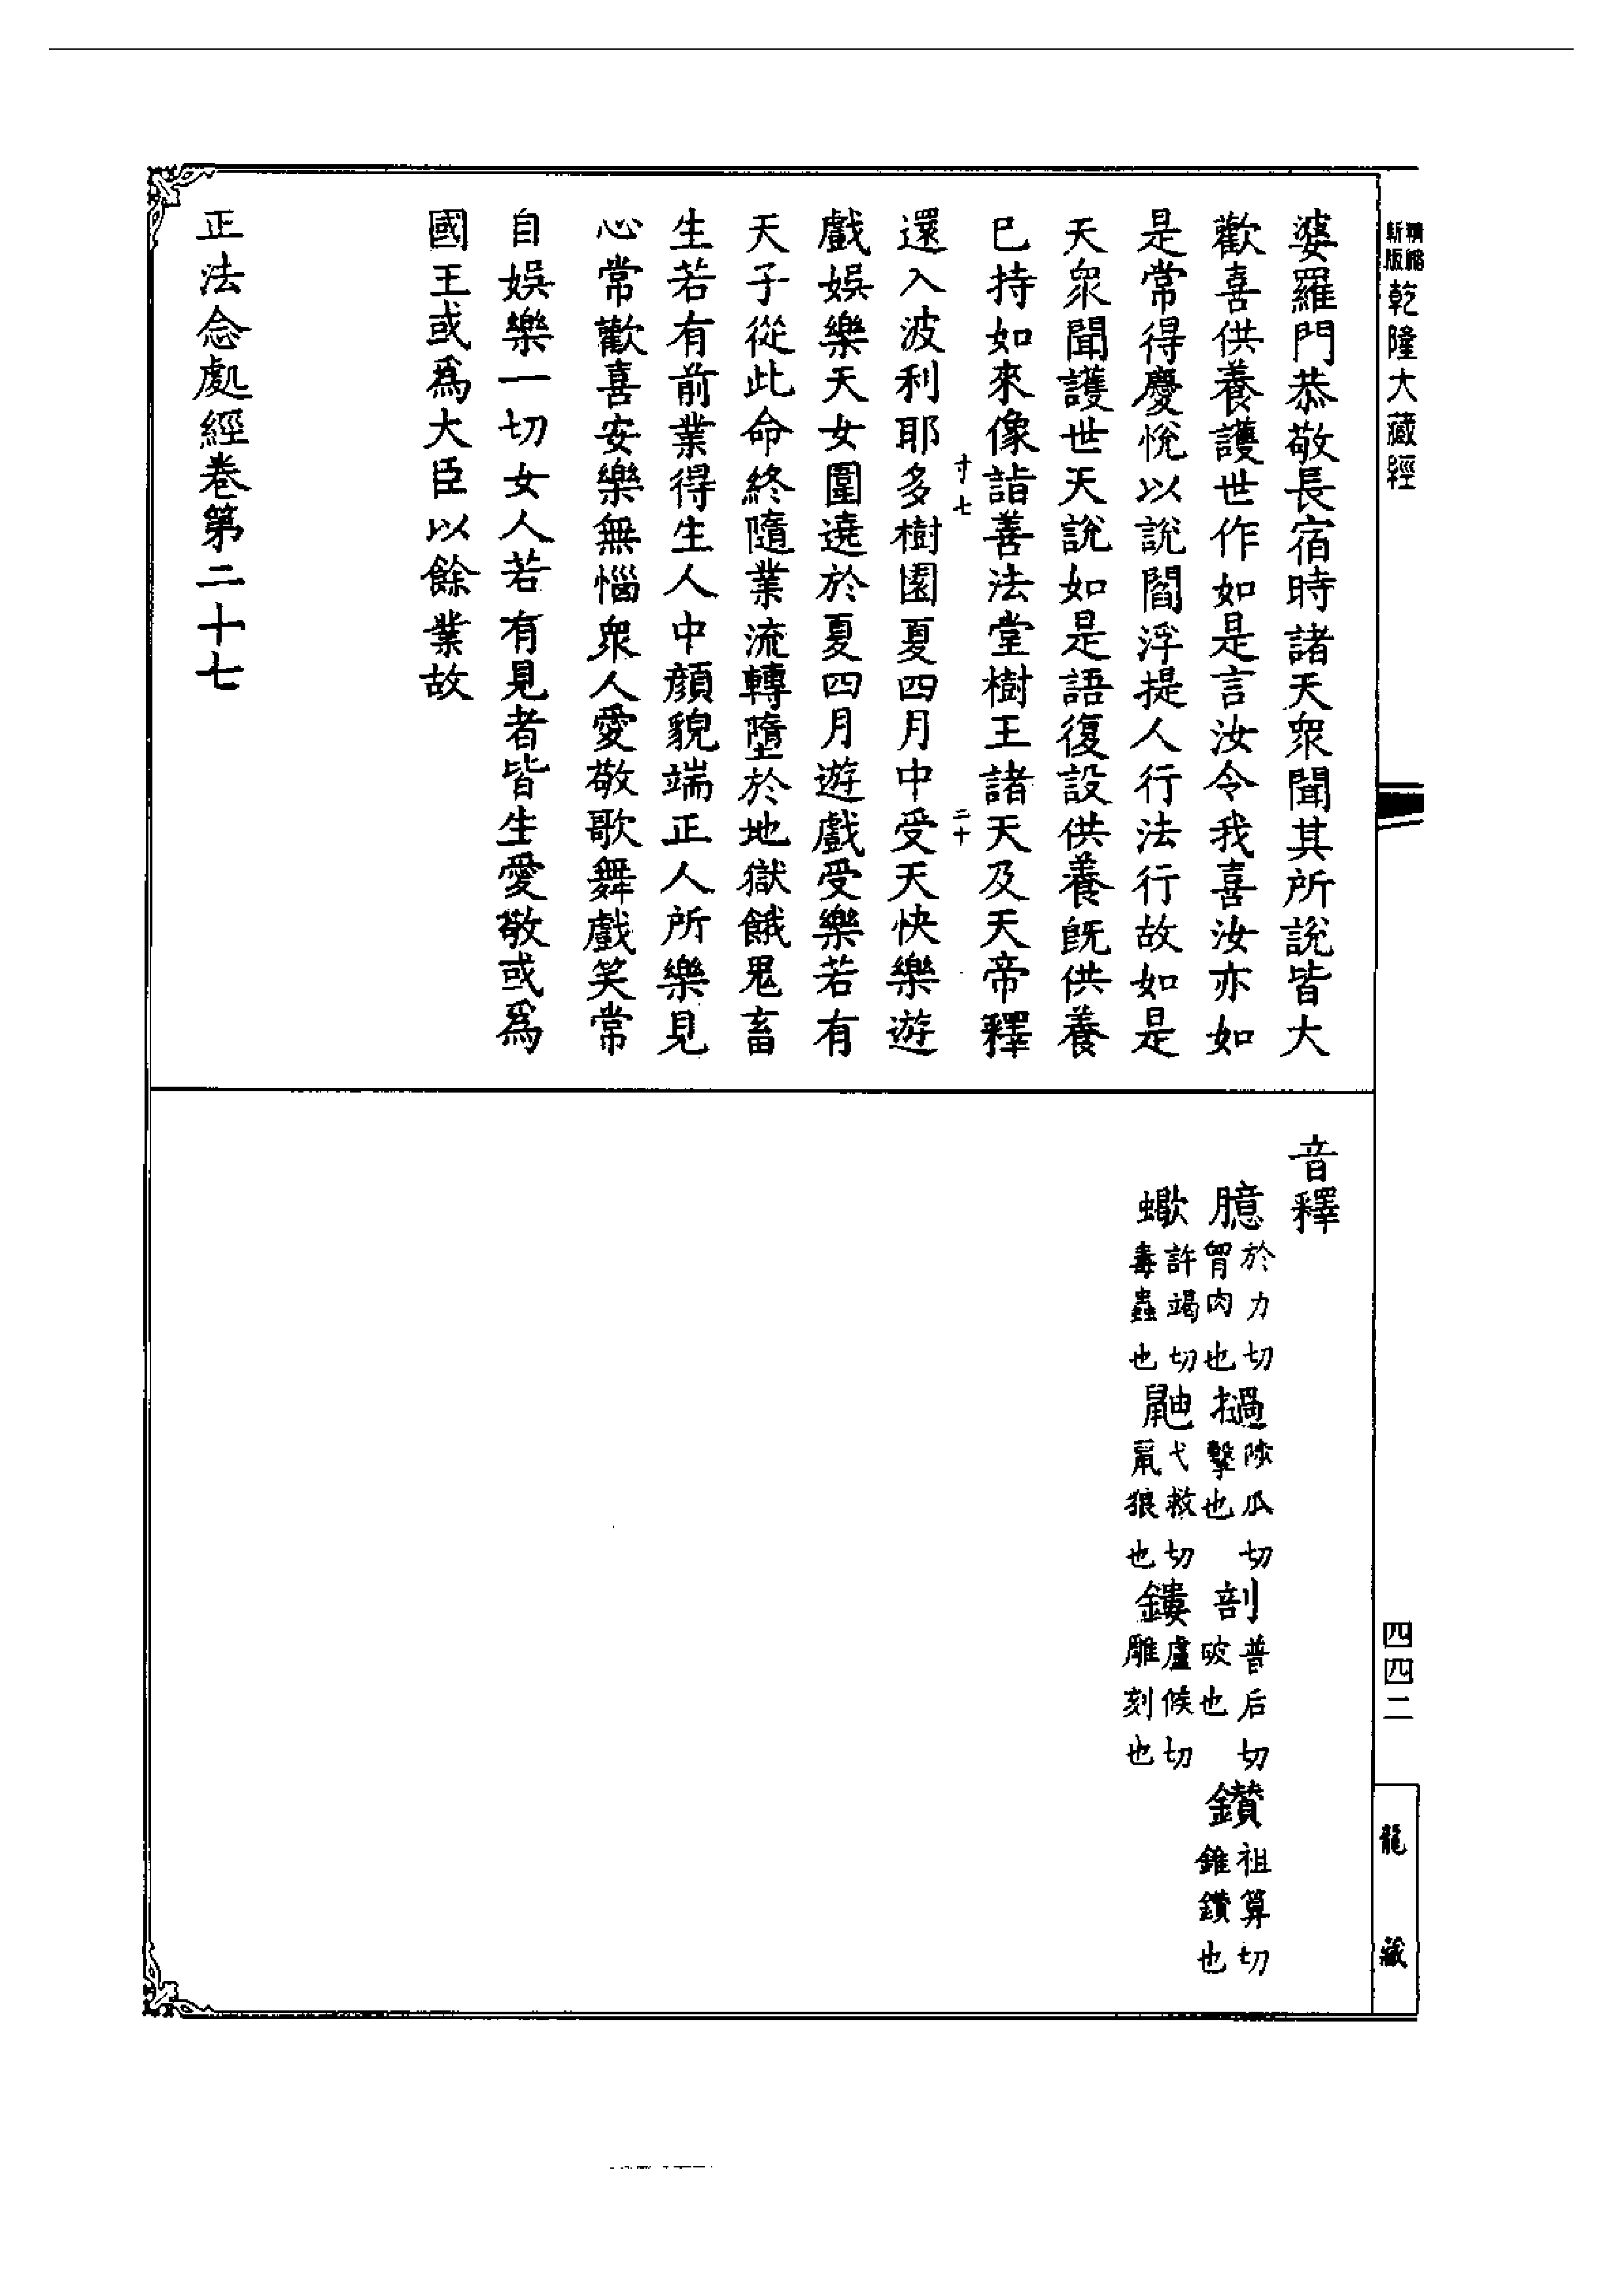 新版精縮乾隆大藏經
婆羅門恭敬長宿時諸天眾聞其所說皆大
歡喜供養護世作如是言汝令我喜汝亦如
是常得慶悅以說閻浮提人行法行故如是
天眾聞護世天說如是語復設供養旣供養
已持如來像詣善法堂樹王諸天及天帝釋
寸七 二十
還入波利耶多樹園夏四月中受天快樂遊
戲娛樂天女圍遶於夏四月遊戲受樂若有
天子從此命終隨業流轉墮於地獄餓鬼畜
生若有前業得生人中顏貌端正人所樂見
心常歡喜安樂無惱眾人愛敬歌舞戲笑常
自娛樂一切女人若有見者皆生愛敬或爲
國王或爲大臣以餘業故
正法念處經卷第二十七
音釋
臆於力切胷肉也撾陟瓜切擊也剖普后切破也鑽祖算切錐鑽也
蠍許竭切毒蟲也鼬弋救切鼠狼也鏤盧候切雕刻也
四四二
龍藏